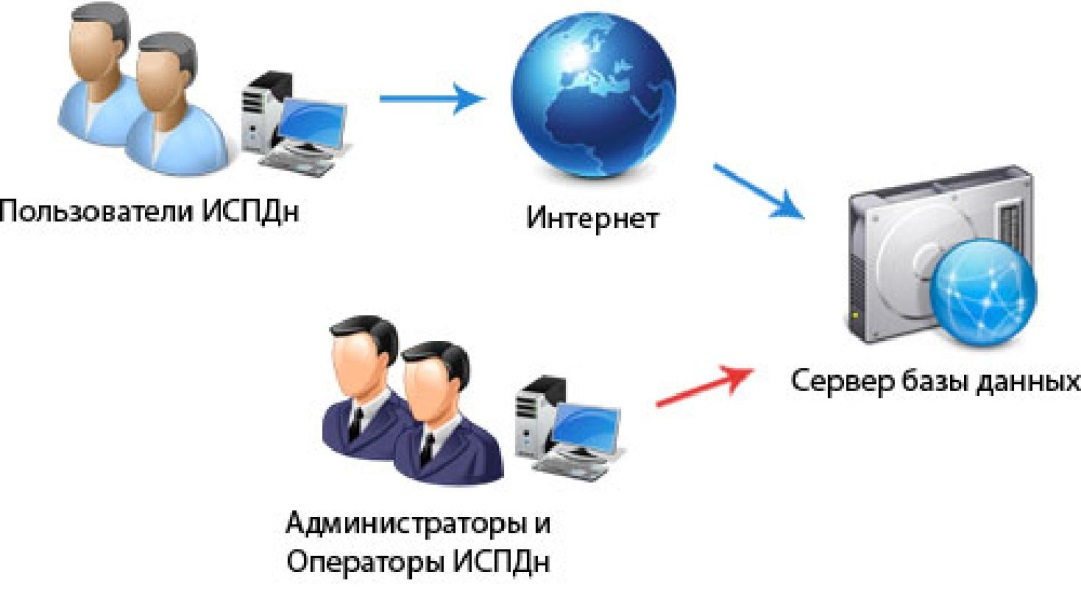 Пользователи ИСПДн
Интернет
Сервер базы данных
Администраторы и
Операторы ИСПДн